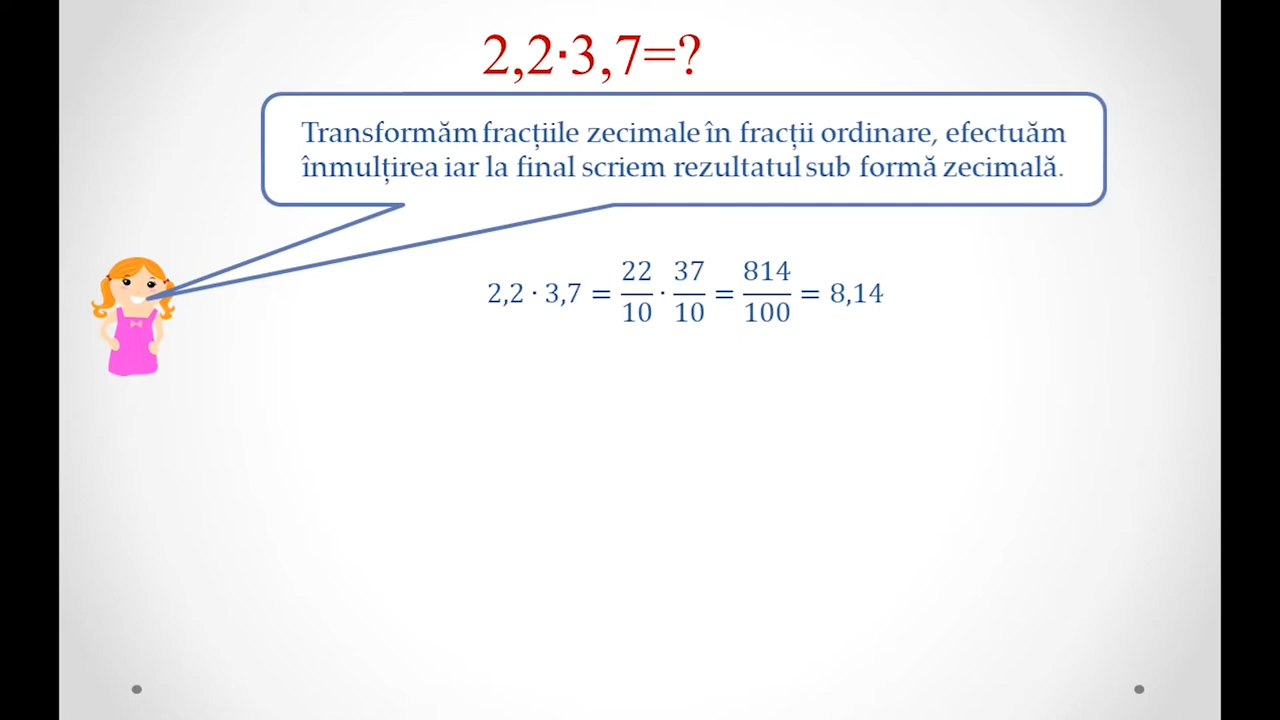 2,2·3,7=?
Transformăm fracțiile zecimale în fracții ordinare, efectuăm
înmulțirea iar la final scriem rezultatul sub formă zecimală.
2,2 · 3,7 = 22/10 · 37/10 = 814/100 = 8,14